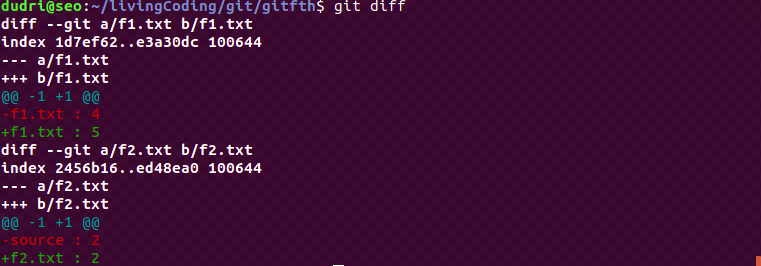 dudri@seo:~/livingCoding/git/gitfth$ git diff
diff --git a/f1.txt b/f1.txt
index 1d7ef62..e3a30dc 100644
--- a/f1.txt
+++ b/f1.txt
@@ -1 +1 @@
-f1.txt : 4
+f1.txt : 5
diff --git a/f2.txt b/f2.txt
index 2456b16..ed48ea0 100644
--- a/f2.txt
+++ b/f2.txt
@@ -1 +1 @@
-source : 2
+f2.txt : 2